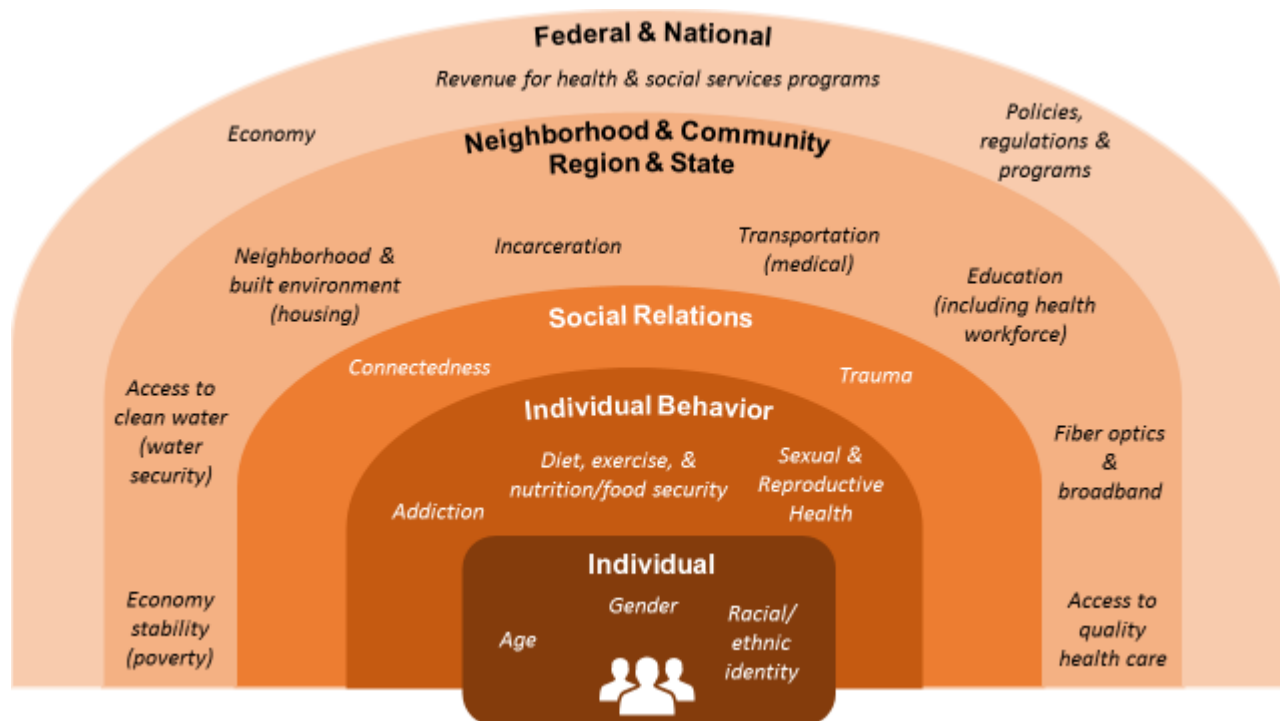 Federal & National
Revenue for health & social services programs
Economy
Policies,
regulations &
programs
Neighborhood & Community
Region & State
Neighborhood &
built environment
(housing)
Incarceration
Transportation
(medical)
Education
(including health
workforce)
Access to
clean water
(water
security)
Fiber optics
&
broadband
Economy
stability
(poverty)
Access to
quality
health care
Social Relations
Connectedness
Trauma
Individual Behavior
Addiction
Diet, exercise, &
nutrition/food security
Sexual &
Reproductive
Health
Individual
Age
Gender
Racial/
ethnic
identity